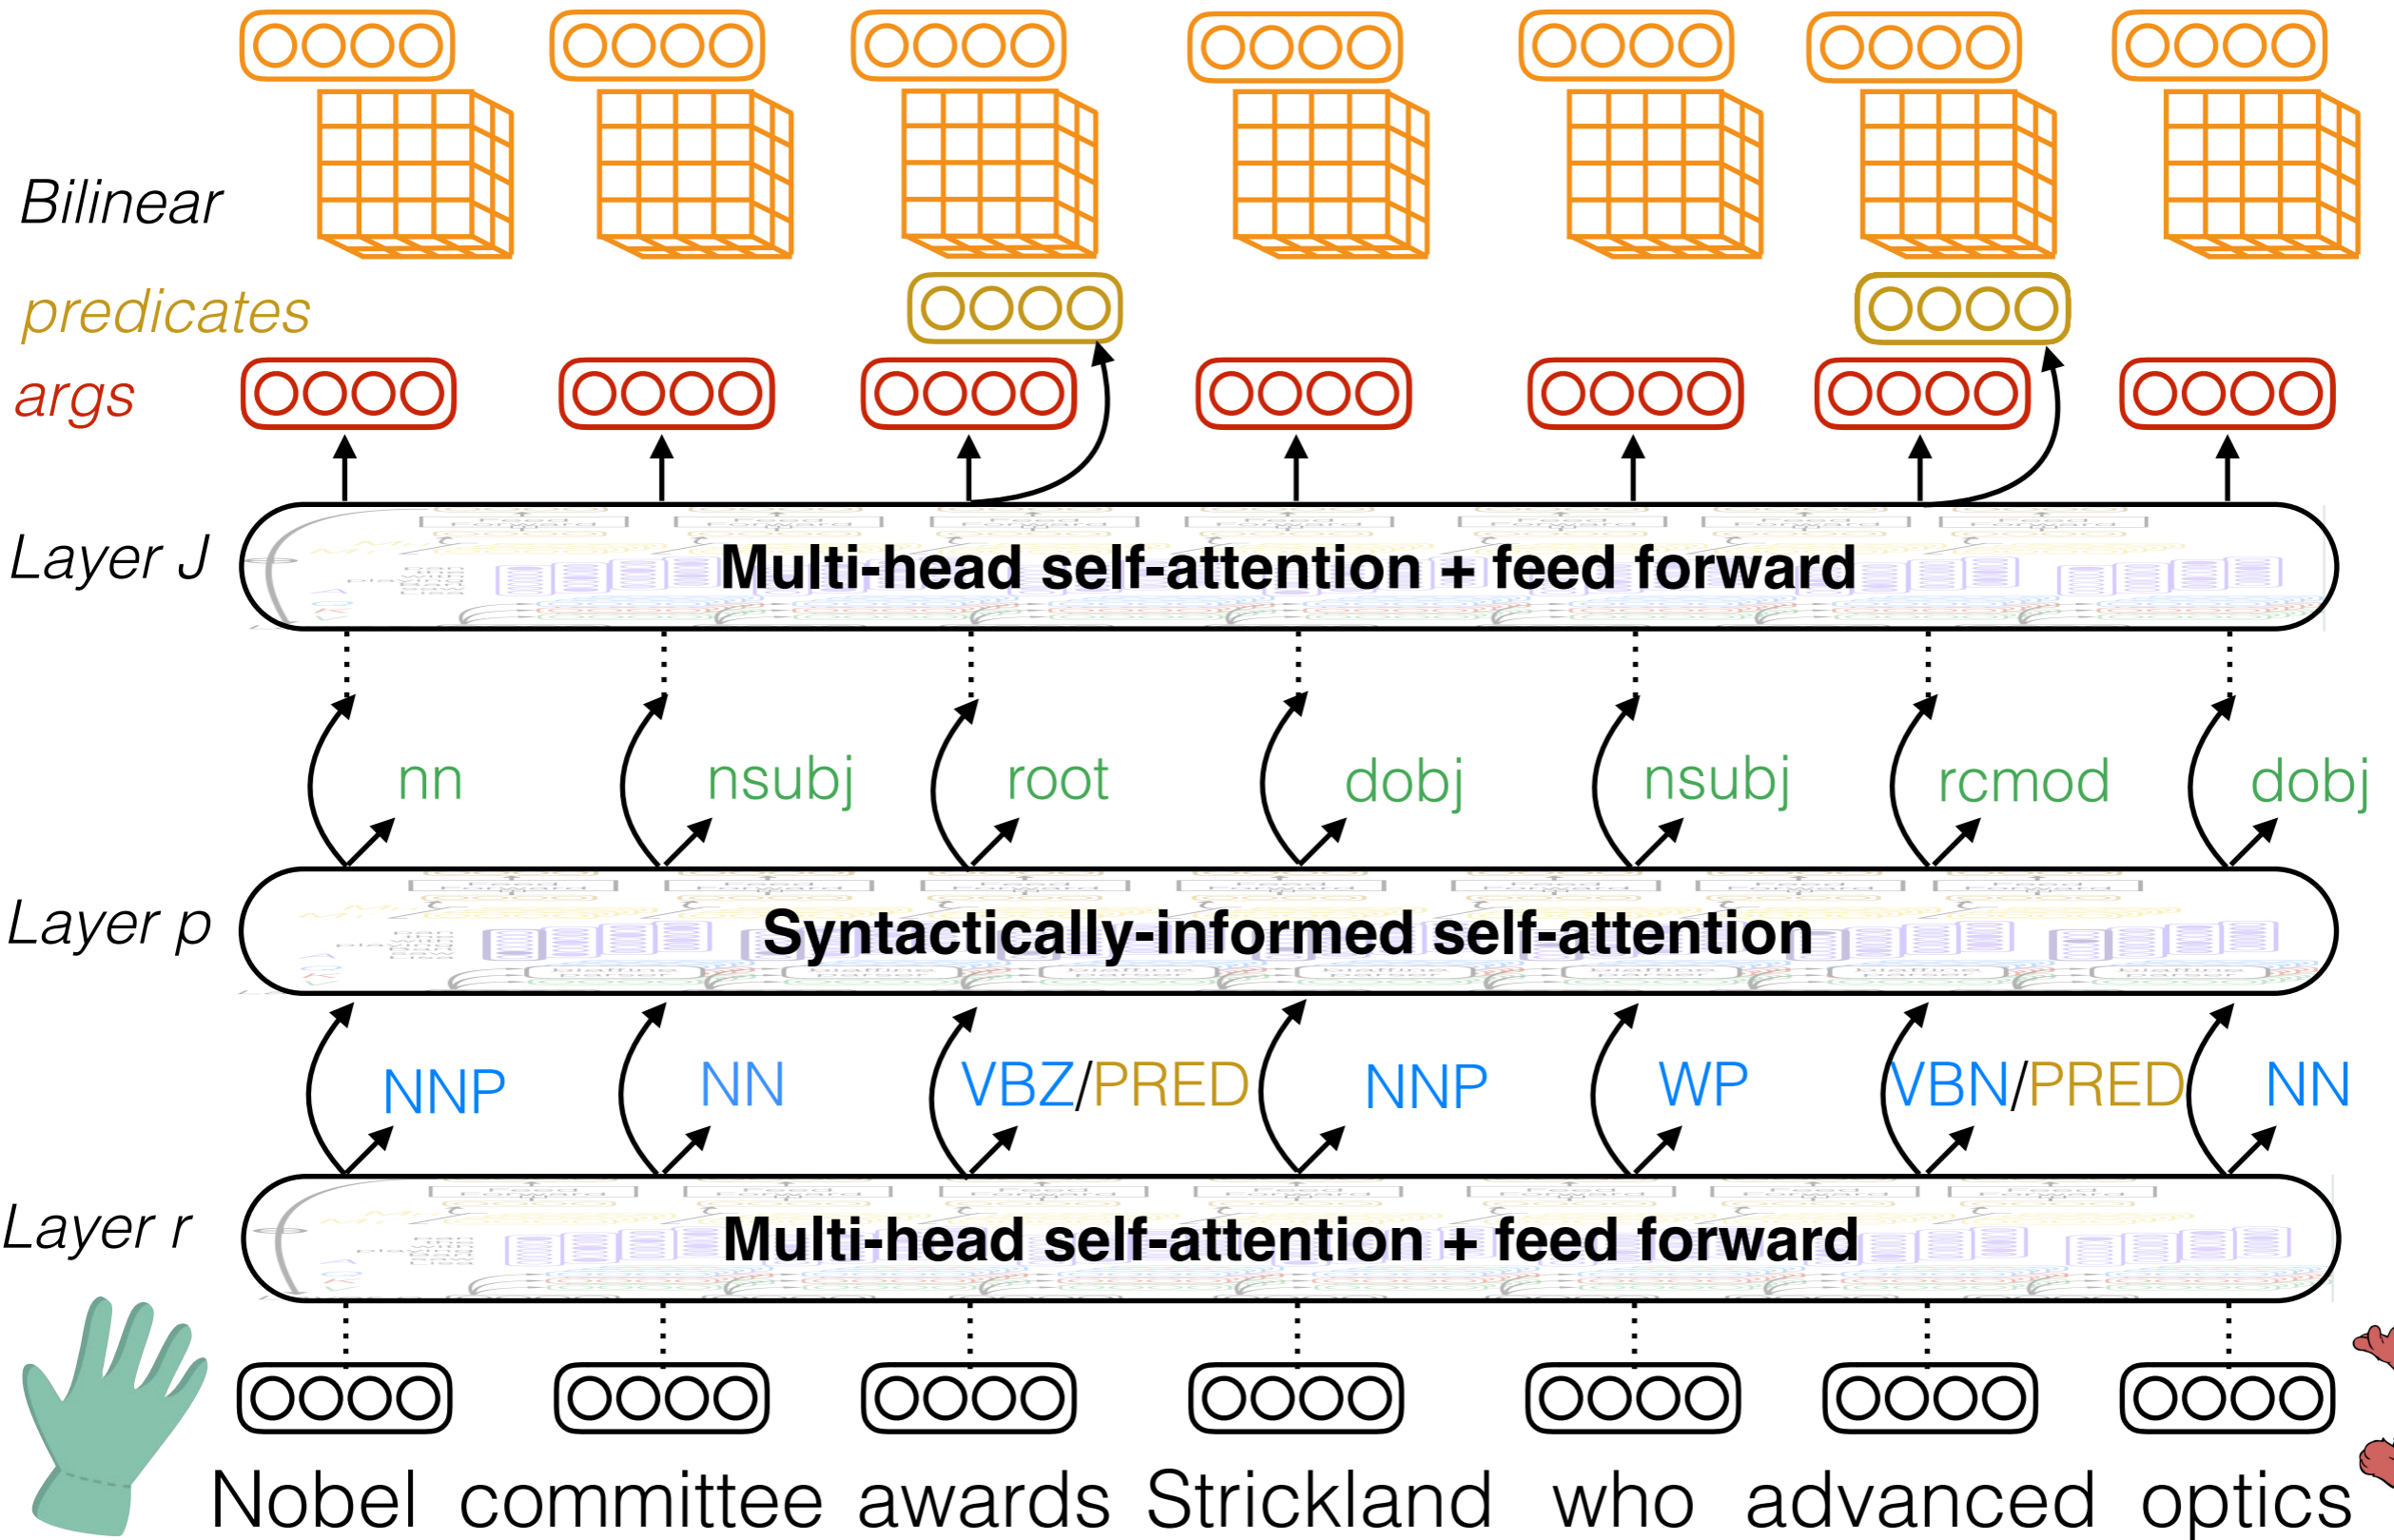 Bilinear
predicates
args
Layer J Multi-head self-attention + feed forward
nn nsubj root dobj nsubj rcmod dobj
Layer p Syntactically-informed self-attention
NNP NN VBZ/PRED NNP WP VBN/PRED NN
Layer r Multi-head self-attention + feed forward
Nobel committee awards Strickland who advanced optics